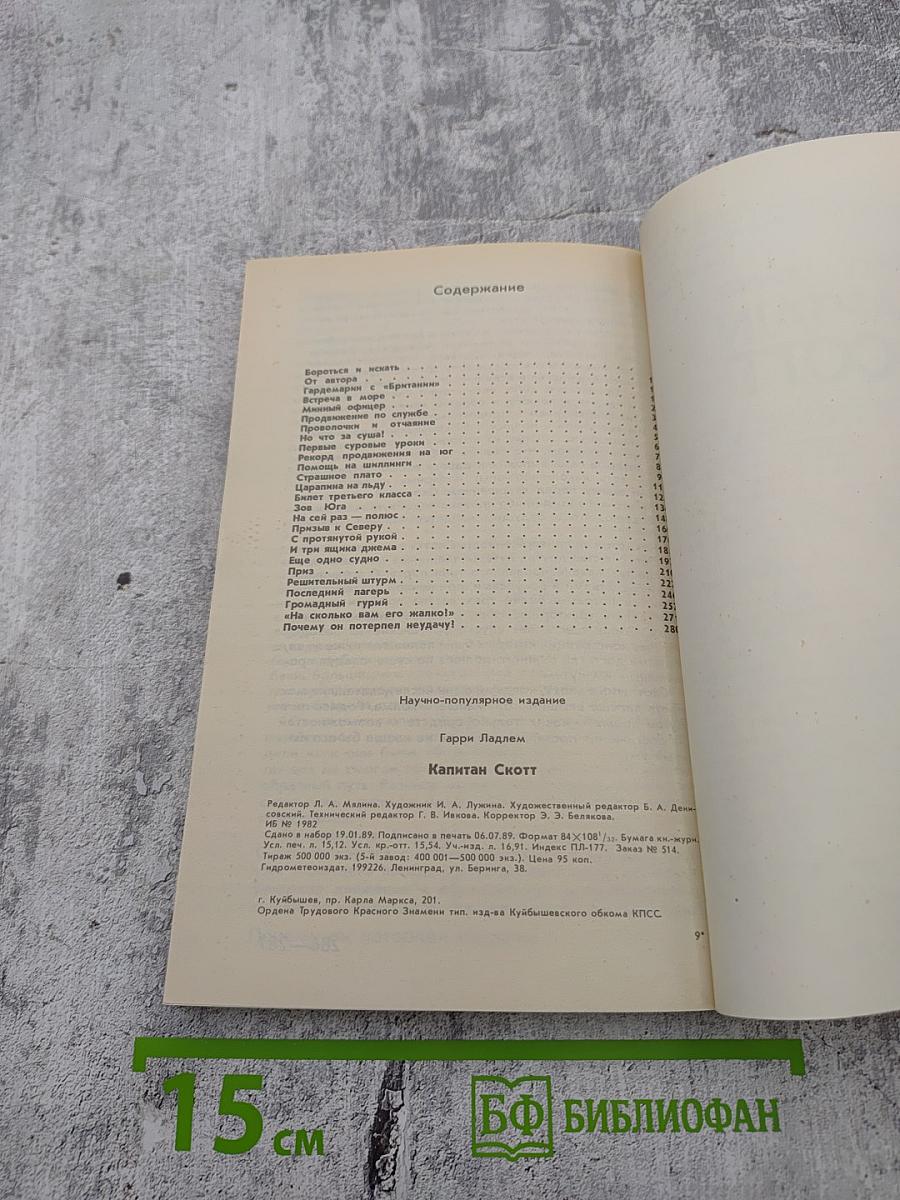 Содержание
Бороться и искать
От автора
Гардемарин с «Британии»
Встреча в море
Минный офицер
Продвижение по службе
Проволочки и отчаяние
Но что за суша!
Первые суровые уроки
Рекорд продвижения на юг
Помощь на шиллинги
Страшное плато
Царапина на льду
Билет третьего класса
Зов Юга
На сей раз — полюс
Призыв к Северу
С протянутой рукой
И три ящика джема
Еще одно судно
Приз
Решительный штурм
Последний лагерь
Громадный гурий
«На сколько вам его жалко!»
Почему он потерпел неудачу! 280
Научно-популярное издание
Гарри Ладлем
Капитан Скотт
Редактор Л. А. Мялина. Художник И. А. Лужина. Художественный редактор Б. А. Дени-
совский. Технический редактор Г. В. Ивкова. Корректор Э. Э. Белякова.
ИБ № 1982
Сдано в набор 19.01.89. Подписано в печать 06.07.89. Формат 84×108¹/₃₂. Бумага кн.-журн.
Усл. печ. л. 15,12. Усл. кр.-отт. 15,54. Уч.-изд. л. 16,91. Индекс ПЛ-177. Заказ № 514.
Тираж 500 000 экз. (5-й завод: 400 001—500 000 экз.). Цена 95 коп.
Гидрометеоиздат. 199226. Ленинград, ул. Беринга, 38.
г. Куйбышев, пр. Карла Маркса, 201.
Ордена Трудового Красного Знамени тип. изд-ва Куйбышевского обкома КПСС.
9*
15 см
БФ БИБЛИОФАН